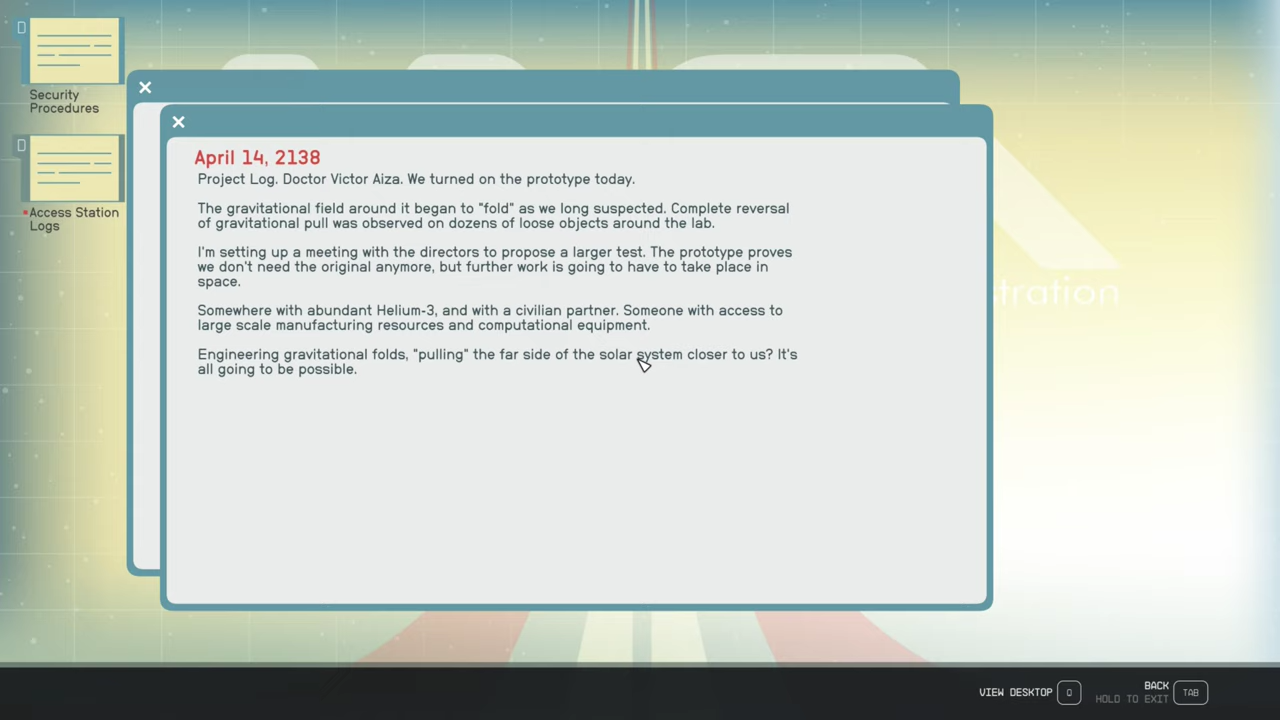 D
Security
Procedures
D
Access Station
Logs
April 14, 2138
Project Log. Doctor Victor Aiza. We turned on the prototype today.
The gravitational field around it began to "fold" as we long suspected. Complete reversal
of gravitational pull was observed on dozens of loose objects around the lab.
I'm setting up a meeting with the directors to propose a larger test. The prototype proves
we don't need the original anymore, but further work is going to have to take place in
space.
Somewhere with abundant Helium-3, and with a civilian partner. Someone with access to
large scale manufacturing resources and computational equipment.
Engineering gravitational folds, "pulling" the far side of the solar system closer to us? It's
all going to be possible.
stration
VIEW DESKTOP Q
BACK
HOLD TO EXIT TAB